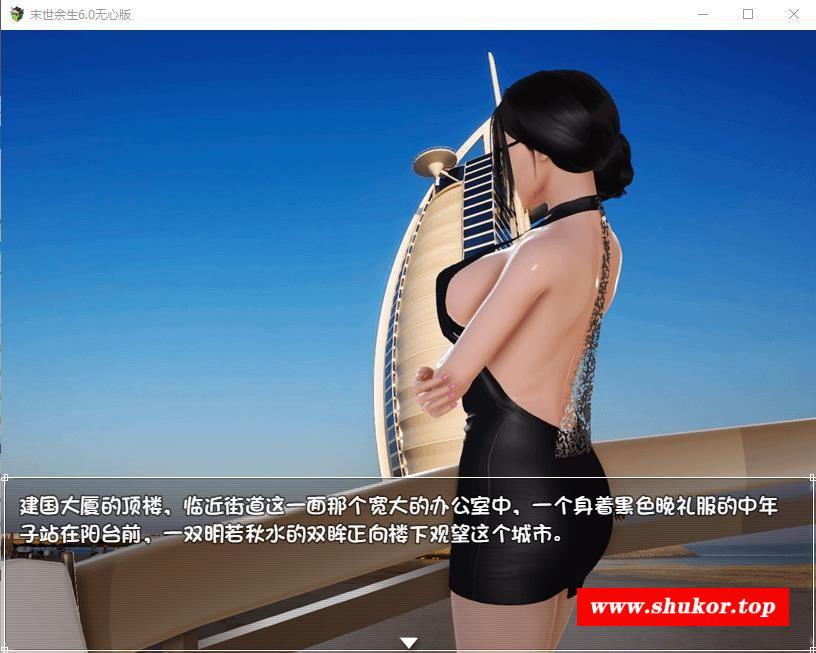 末世余生6.0无心版
建国大厦的顶楼，临近街道这一面那个宽大的办公室中，一个身着黑色晚礼服的中年
子站在阳台前，一双明若秋水的双眸正向楼下观望这个城市。
www.shukor.top